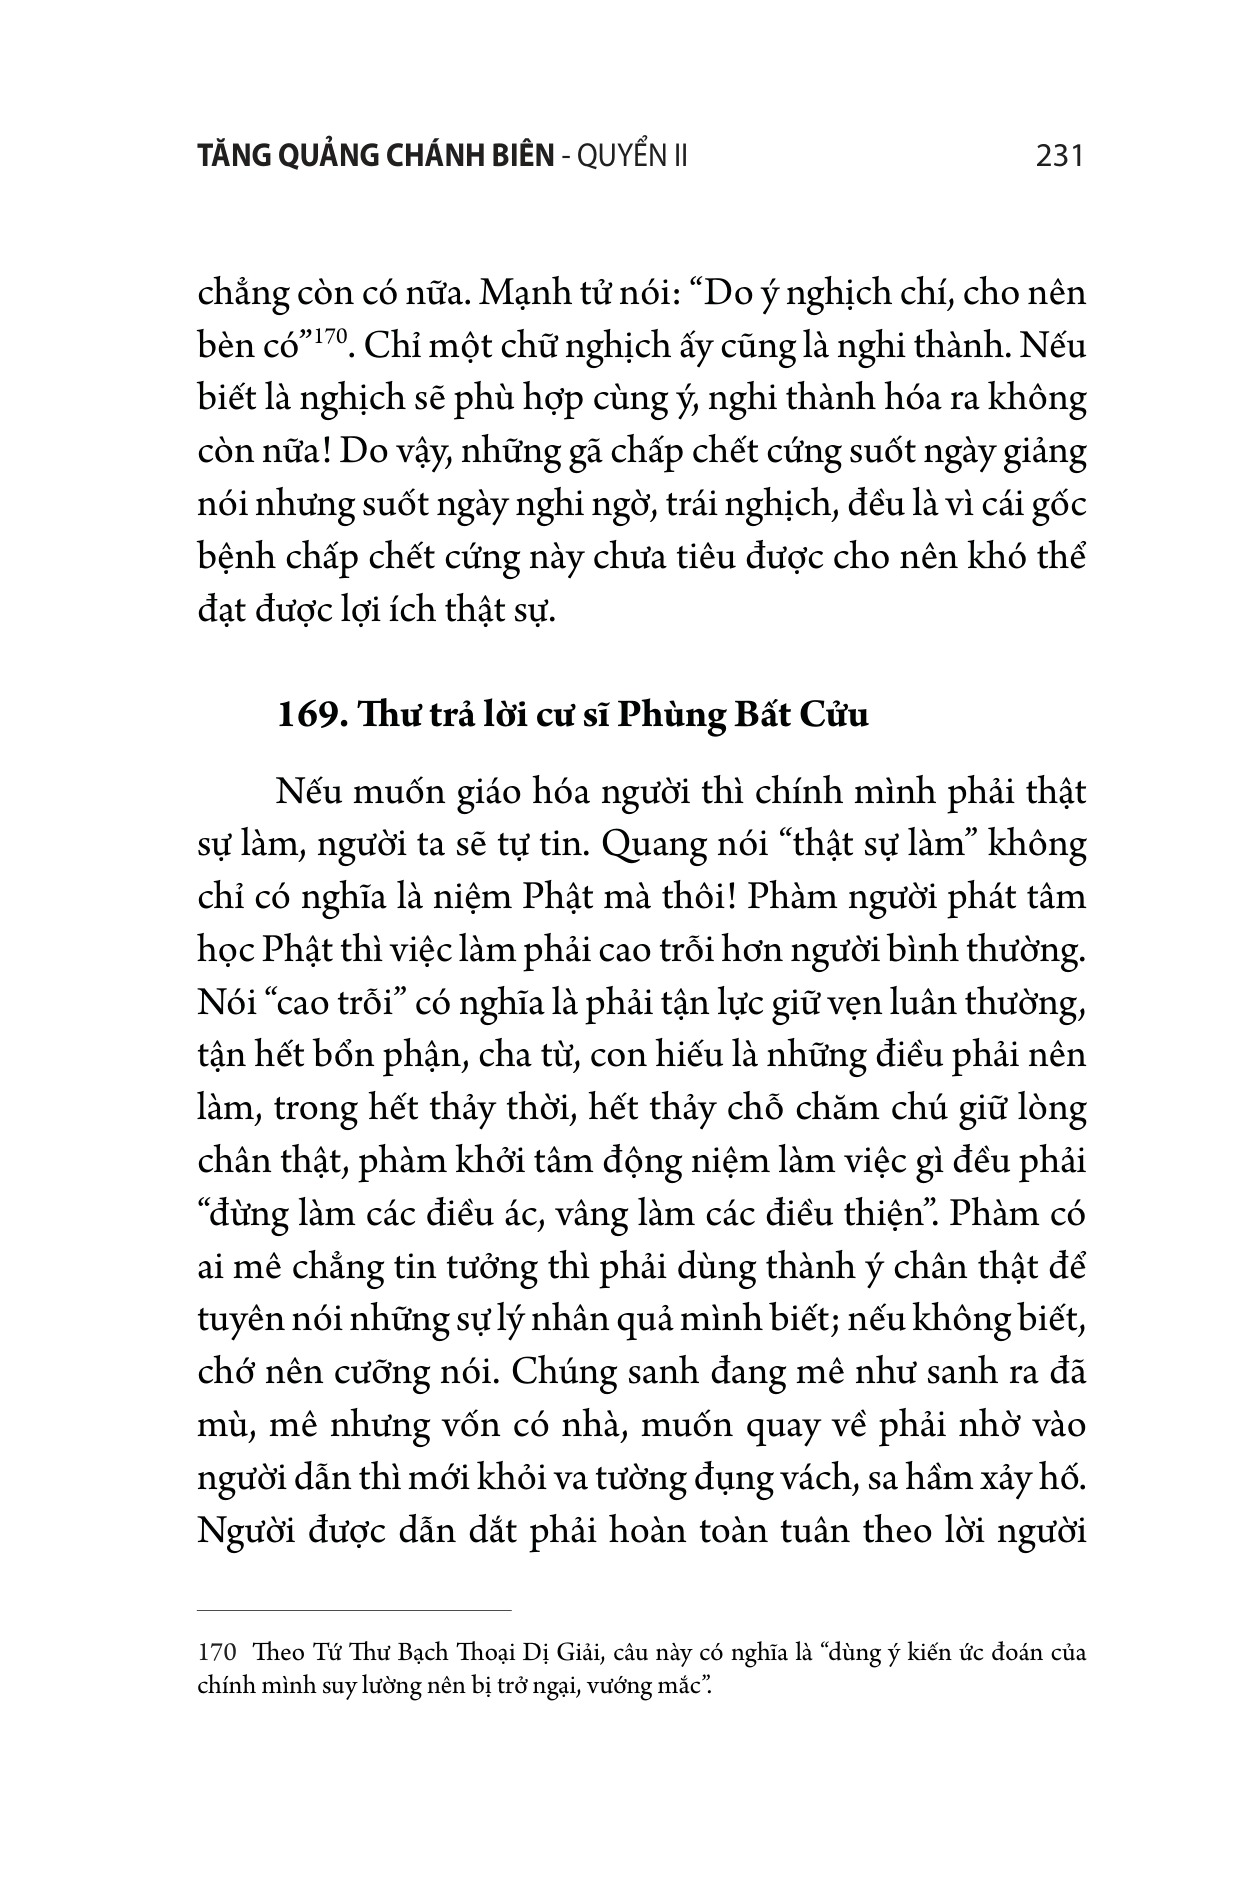 TĂNG QUẢNG CHÁNH BIÊN - QUYỂN II 231
chẳng còn có nữa. Mạnh tử nói: “Do ý nghịch chí, cho nên
bèn có”170. Chỉ một chữ nghịch ấy cũng là nghi thành. Nếu
biết là nghịch sẽ phù hợp cùng ý, nghi thành hóa ra không
còn nữa! Do vậy, những gã chấp chết cứng suốt ngày giảng
nói nhưng suốt ngày nghi ngờ, trái nghịch, đều là vì cái gốc
bệnh chấp chết cứng này chưa tiêu được cho nên khó thể
đạt được lợi ích thật sự.
169. Thư trả lời cư sĩ Phùng Bất Cửu
Nếu muốn giáo hóa người thì chính mình phải thật
sự làm, người ta sẽ tự tin. Quang nói “thật sự làm” không
chỉ có nghĩa là niệm Phật mà thôi! Phàm người phát tâm
học Phật thì việc làm phải cao trỗi hơn người bình thường.
Nói “cao trỗi” có nghĩa là phải tận lực giữ vẹn luân thường,
tận hết bổn phận, cha từ, con hiếu là những điều phải nên
làm, trong hết thảy thời, hết thảy chỗ chăm chú giữ lòng
chân thật, phàm khởi tâm động niệm làm việc gì đều phải
“đừng làm các điều ác, vâng làm các điều thiện”. Phàm có
ai mê chẳng tin tưởng thì phải dùng thành ý chân thật để
tuyên nói những sự lý nhân quả mình biết; nếu không biết,
chớ nên cưỡng nói. Chúng sanh đang mê như sanh ra đã
mù, mê nhưng vốn có nhà, muốn quay về phải nhờ vào
người dẫn thì mới khỏi va tường đụng vách, sa hầm xảy hố.
Người được dẫn dắt phải hoàn toàn tuân theo lời người
170 Theo Tứ Thư Bạch Thoại Dị Giải, câu này có nghĩa là “dùng ý kiến ức đoán của
chính mình suy lường nên bị trở ngại, vướng mắc”.